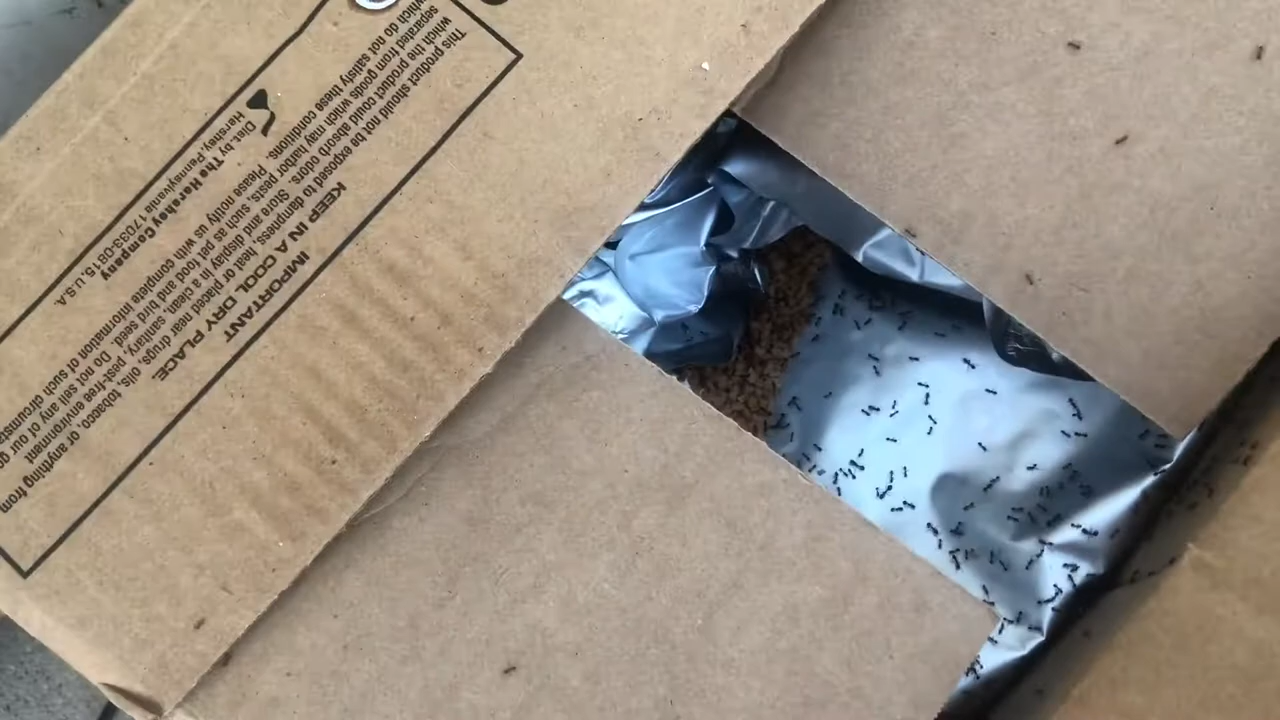 IMPORTANT
KEEP IN A COOL DRY PLACE.
This product should not be exposed to dampness, heat or placed near drugs, oils, tobacco, or anything from
which the product could absorb odors. Store and display in a clean, sanitary, pest-free environment
separated from goods which may harbor pests, such as pet food and bird seed. Do not sell any of our go
which do not satisfy these conditions. Please notify us with complete information of such circumsta
Dist. by The Hershey Company
Hershey, Pennsylvania 17033-0815, U.S.A.